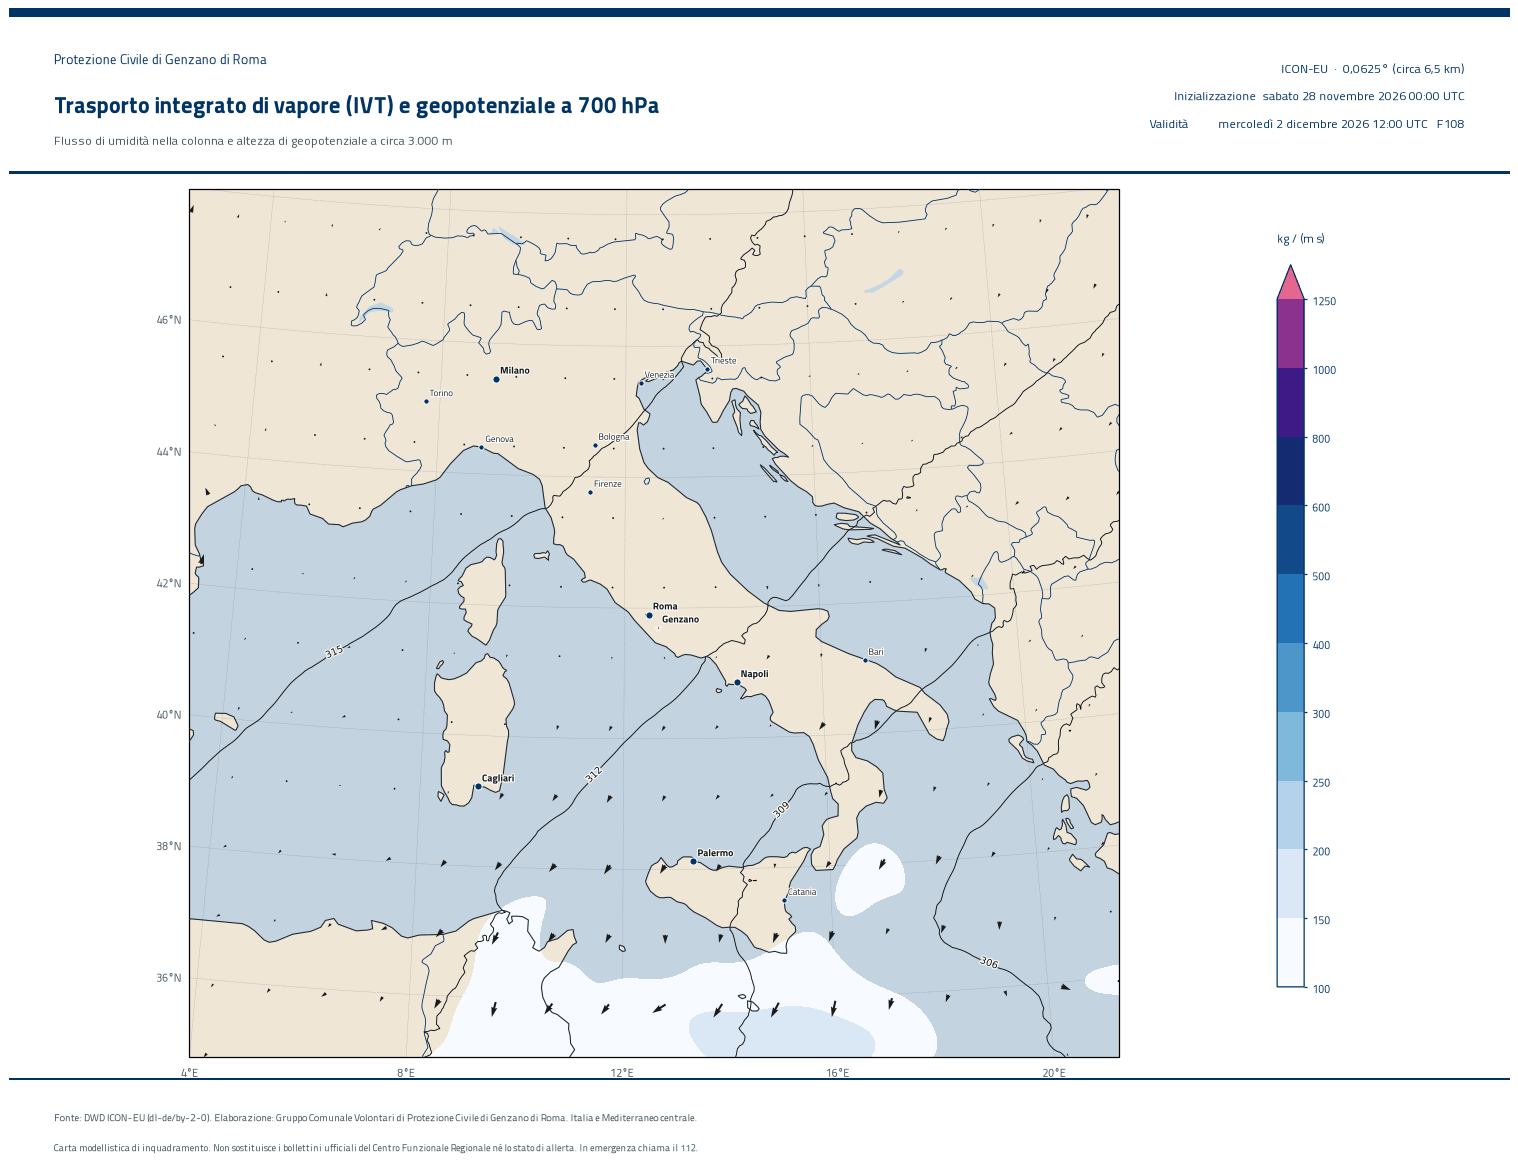 Protezione Civile di Genzano di Roma
Trasporto integrato di vapore (IVT) e geopotenziale a 700 hPa
Flusso di umidità nella colonna e altezza di geopotenziale a circa 3.000 m
ICON-EU · 0,0625° (circa 6,5 km)
Inizializzazione sabato 28 novembre 2026 00:00 UTC
Validità mercoledì 2 dicembre 2026 12:00 UTC F108
kg / (m s)
1250
1000
800
600
500
400
300
250
200
150
100
46°N
44°N
42°N
40°N
38°N
36°N
4°E
8°E
12°E
16°E
20°E
Milano
Torino
Venezia
Trieste
Genova
Bologna
Firenze
Roma
Genzano
Napoli
Bari
Cagliari
Palermo
Catania
315
312
309
306
Fonte: DWD ICON-EU (dl-de/by-2-0). Elaborazione: Gruppo Comunale Volontari di Protezione Civile di Genzano di Roma. Italia e Mediterraneo centrale.
Carta modellistica di inquadramento. Non sostituisce i bollettini ufficiali del Centro Funzionale Regionale né lo stato di allerta. In emergenza chiama il 112.